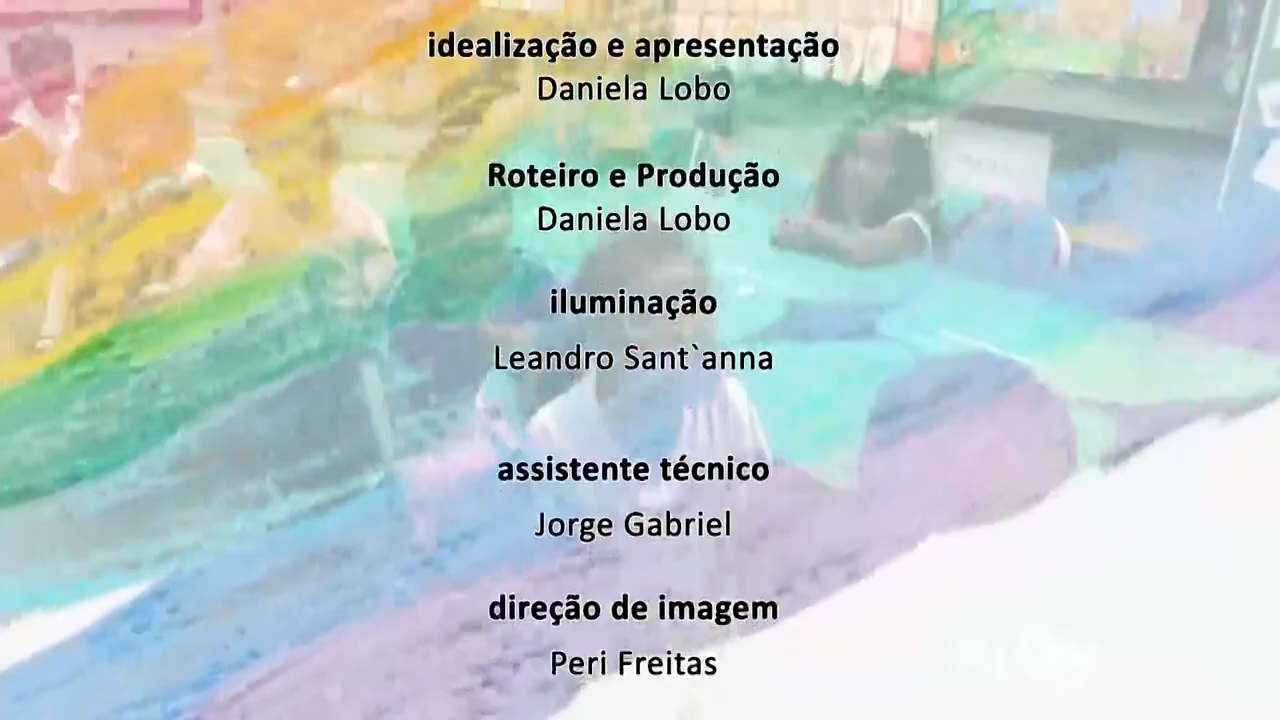 idealização e apresentação
Daniela Lobo
Roteiro e Produção
Daniela Lobo
iluminação
Leandro Sant`anna
assistente técnico
Jorge Gabriel
direção de imagem
Peri Freitas